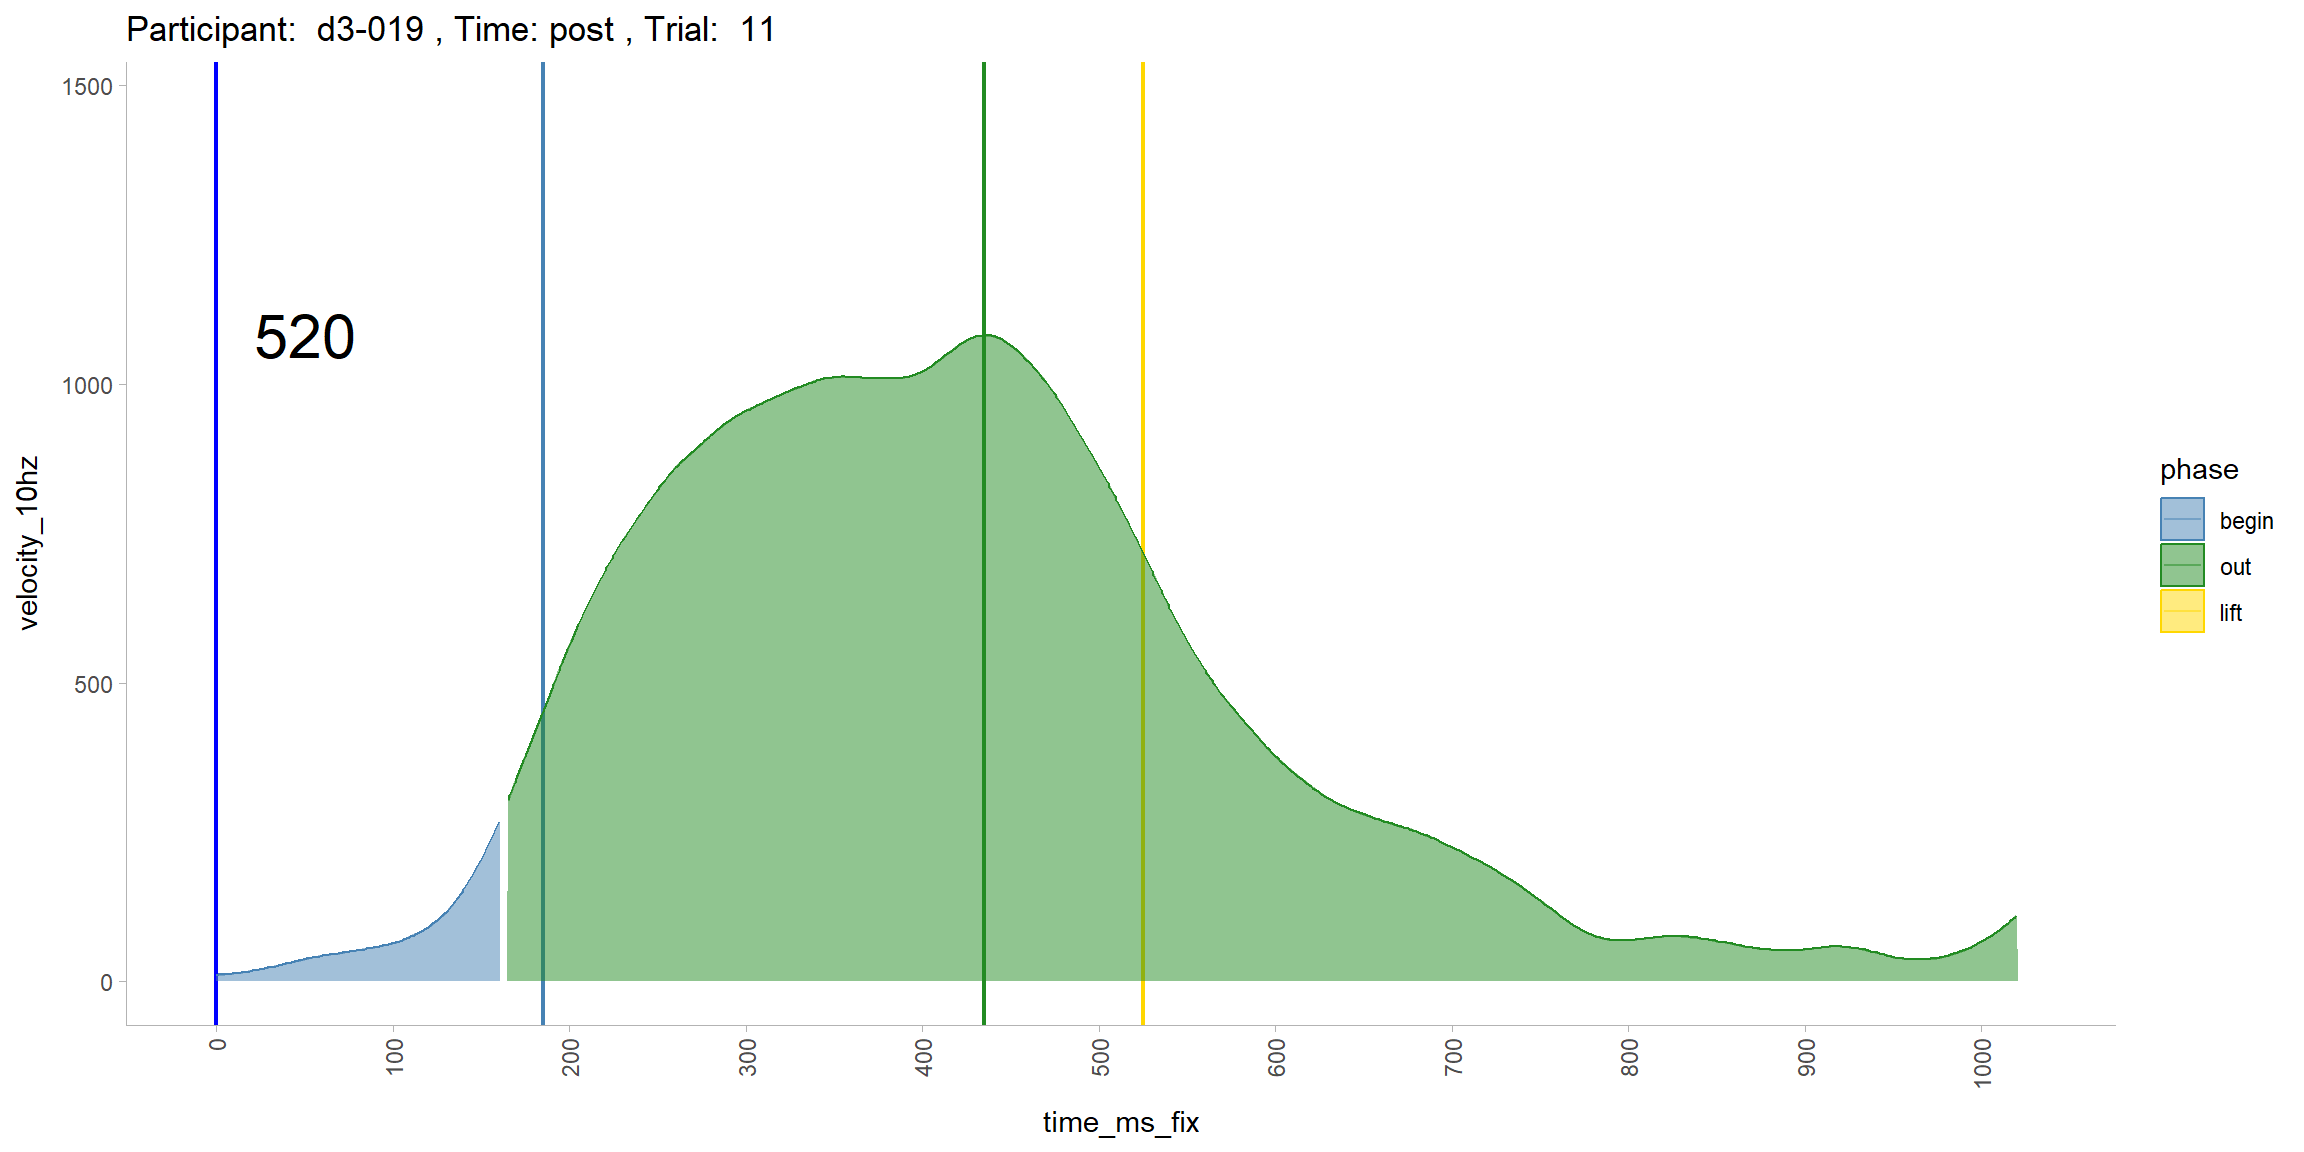 Participant:  d3-019 , Time: post , Trial:  11
1500
1000
500
0
velocity_10hz
520
0
100
200
300
400
500
600
700
800
900
1000
time_ms_fix
phase
begin
out
lift